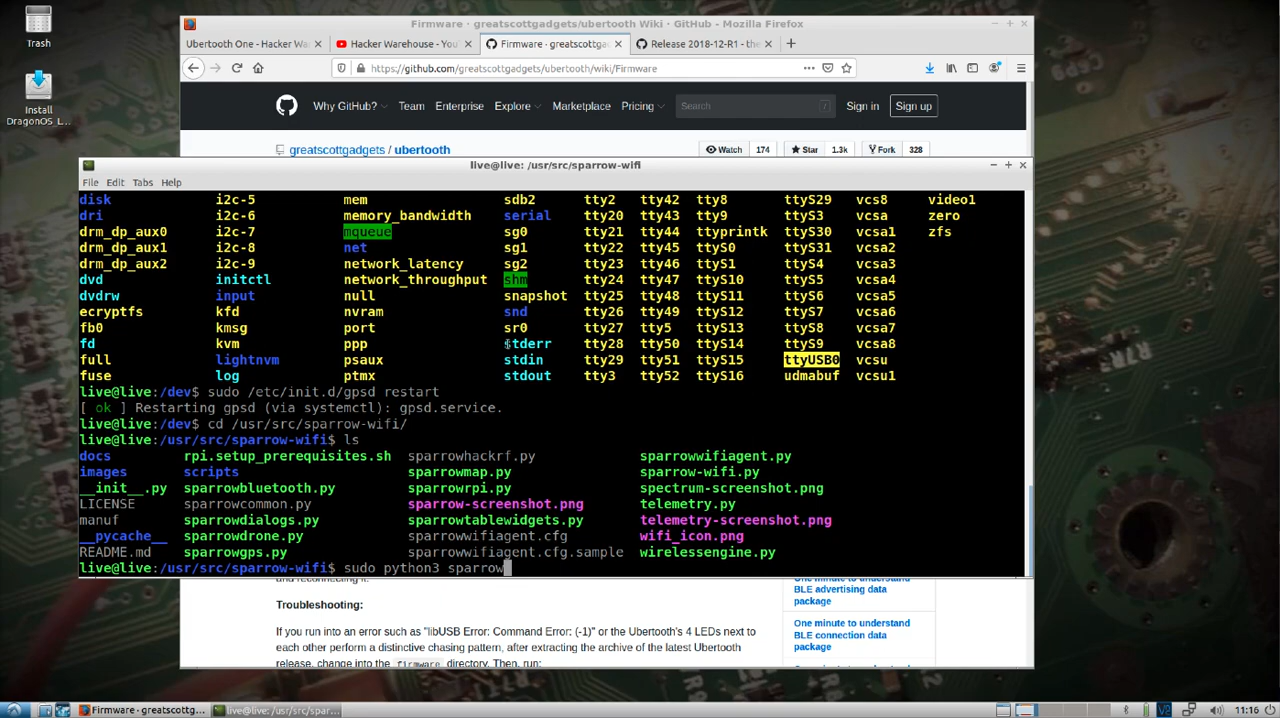 Trash
Install
DragonOS_L...
Firmware · greatscottgadgets/ubertooth Wiki · GitHub - Mozilla Firefox
Ubertooth One - Hacker Wa
Hacker Warehouse - You
Firmware · greatscottga
Release 2018-12-R1 · the
https://github.com/greatscottgadgets/ubertooth/wiki/Firmware
Why GitHub? Team Enterprise Explore Marketplace Pricing Search / Sign in Sign up
greatscottgadgets / ubertooth Watch 174 Star 1.3k Fork 328
live@live: /usr/src/sparrow-wifi
File Edit Tabs Help
disk i2c-5 mem sdb2 tty2 tty42 tty8 ttyS29 vcs8 video1
dri i2c-6 memory_bandwidth serial tty20 tty43 tty9 ttyS3 vcsa zero
drm_dp_aux0 i2c-7 mqueue sg0 tty21 tty44 ttyprintk ttyS30 vcsa1 zfs
drm_dp_aux1 i2c-8 net sg1 tty22 tty45 ttyS0 ttyS31 vcsa2
drm_dp_aux2 i2c-9 network_latency sg2 tty23 tty46 ttyS1 ttyS4 vcsa3
dvd initctl network_throughput shm tty24 tty47 ttyS10 ttyS5 vcsa4
dvdrw input null snapshot tty25 tty48 ttyS11 ttyS6 vcsa5
ecryptfs kfd nvram snd tty26 tty49 ttyS12 ttyS7 vcsa6
fb0 kmsg port sr0 tty27 tty5 ttyS13 ttyS8 vcsa7
fd kvm ppp stderr tty28 tty50 ttyS14 ttyS9 vcsa8
full lightnvm psaux stdin tty29 tty51 ttyS15 ttyUSB0 vcsu
fuse log ptmx stdout tty3 tty52 ttyS16 udmabuf vcsu1
live@live:/dev$ sudo /etc/init.d/gpsd restart
[ ok ] Restarting gpsd (via systemctl): gpsd.service.
live@live:/dev$ cd /usr/src/sparrow-wifi/
live@live:/usr/src/sparrow-wifi$ ls
docs rpi.setup_prerequisites.sh sparrowhackrf.py sparrowwifiagent.py
images scripts sparrowmap.py sparrow-wifi.py
__init__.py sparrowbluetooth.py sparrowrpi.py spectrum-screenshot.png
LICENSE sparrowcommon.py sparrow-screenshot.png telemetry.py
manuf sparrowdialogs.py sparrowtablewidgets.py telemetry-screenshot.png
__pycache__ sparrowdrone.py sparrowwifiagent.cfg wifi_icon.png
README.md sparrowgps.py sparrowwifiagent.cfg.sample wirelessengine.py
live@live:/usr/src/sparrow-wifi$ sudo python3 sparrow
and reconnecting it.
Troubleshooting:
If you run into an error such as "libUSB Error: Command Error: (-1)" or the Ubertooth's 4 LEDs next to
each other perform a distinctive chasing pattern, after extracting the archive of the latest Ubertooth
release, change into the firmware directory. Then, run:
One minute to understand
BLE advertising data
package
One minute to understand
BLE connection data
package
Firmware · greatscottg...
live@live: /usr/src/spar...
V2
11:16